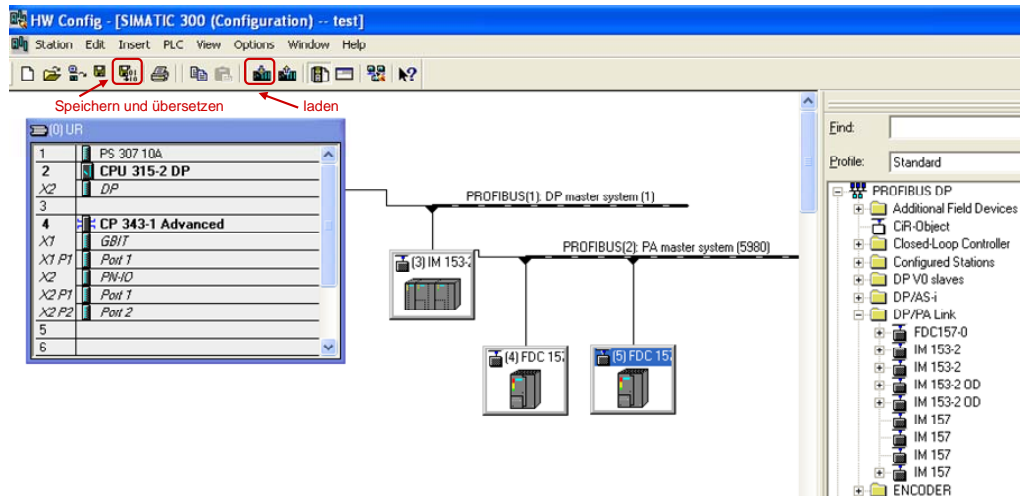 HW Config - [SIMATIC 300 (Configuration) -- test]
Station Edit Insert PLC View Options Window Help
Speichern und übersetzen
laden
(0) UR
1 PS 307 10A
2 CPU 315-2 DP
X2 DP
3
4 CP 343-1 Advanced
X1 GBIT
X1 P1 Port 1
X2 PN-IO
X2 P1 Port 1
X2 P2 Port 2
5
6
PROFIBUS(1): DP master system (1)
(3) IM 153-2
PROFIBUS(2): PA master system (5980)
(4) FDC 157
(5) FDC 157
Find:
Profile: Standard
PROFIBUS DP
Additional Field Devices
CiR-Object
Closed-Loop Controller
Configured Stations
DP V0 slaves
DP/AS-i
DP/PA Link
FDC157-0
IM 153-2
IM 153-2
IM 153-2 OD
IM 153-2 OD
IM 157
IM 157
IM 157
IM 157
ENCODER